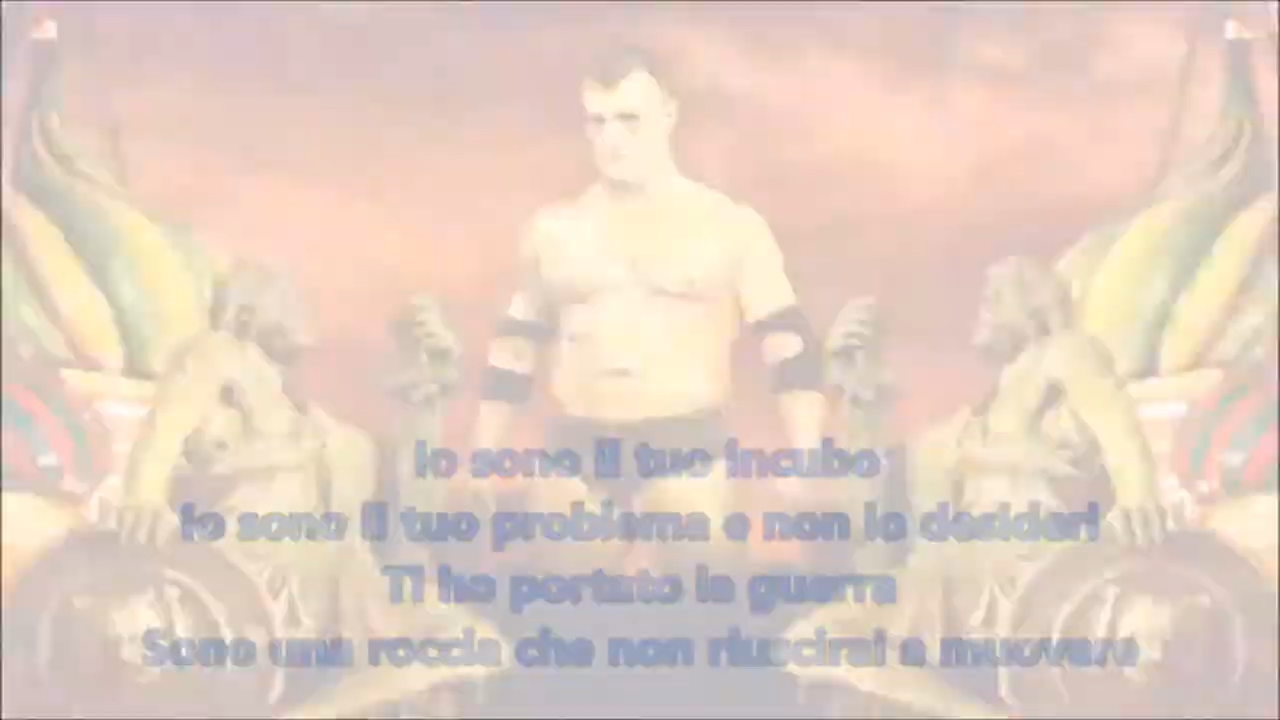 Io sono il tuo incubo
Io sono il tuo problema e non lo desideri
Ti ho portato la guerra
Sono una roccia che non riuscirai a muovere